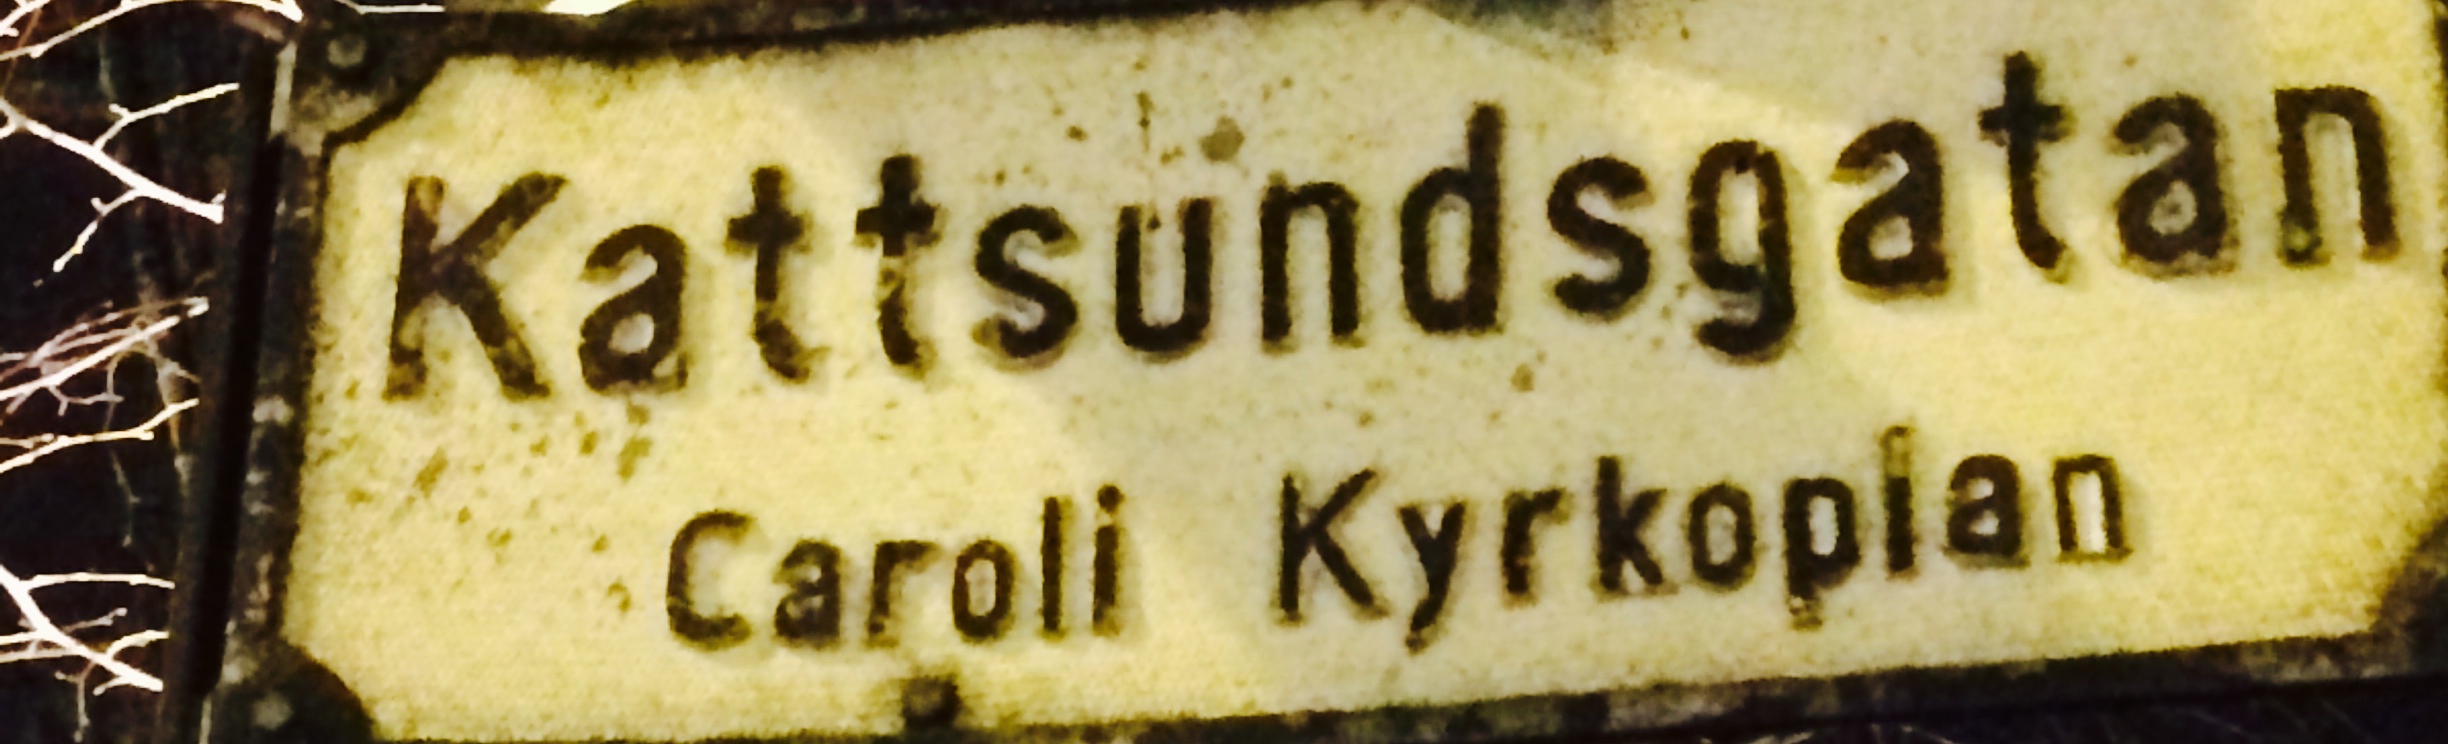 Kattsundsgatan
Caroli Kyrkoplan